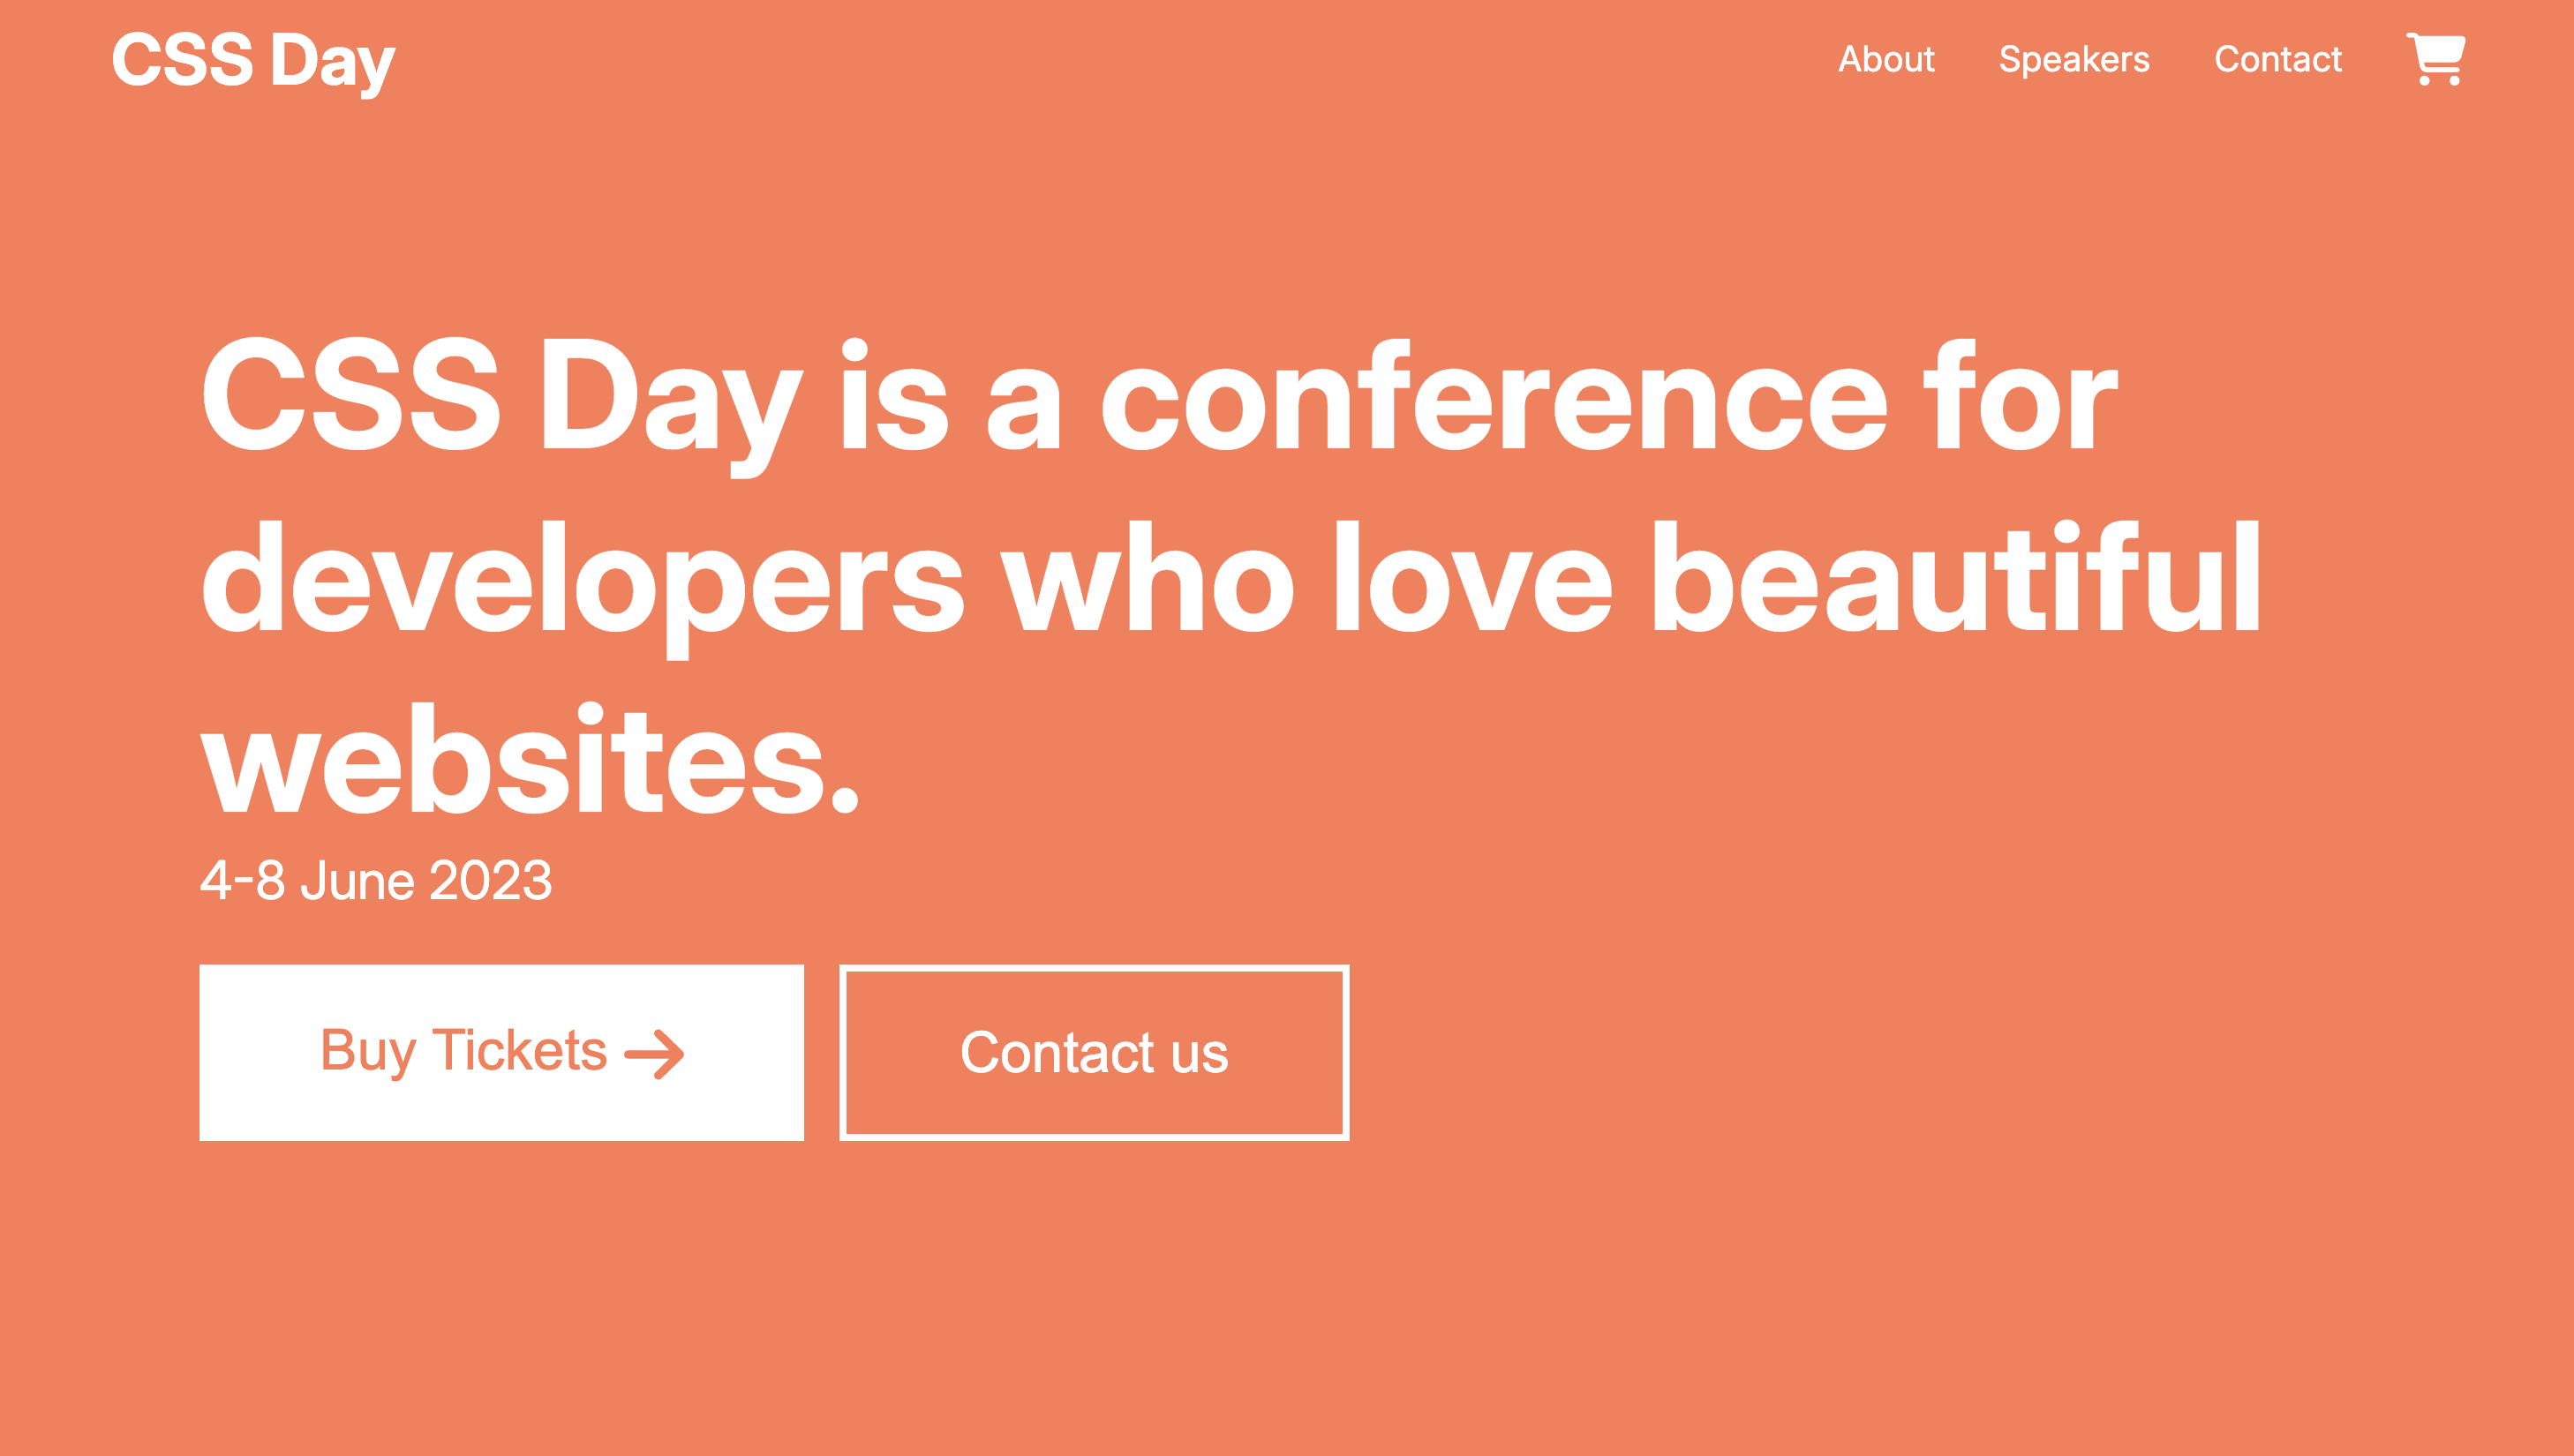 CSS Day
About Speakers Contact
CSS Day is a conference for
developers who love beautiful
websites.
4-8 June 2023
Buy Tickets
Contact us